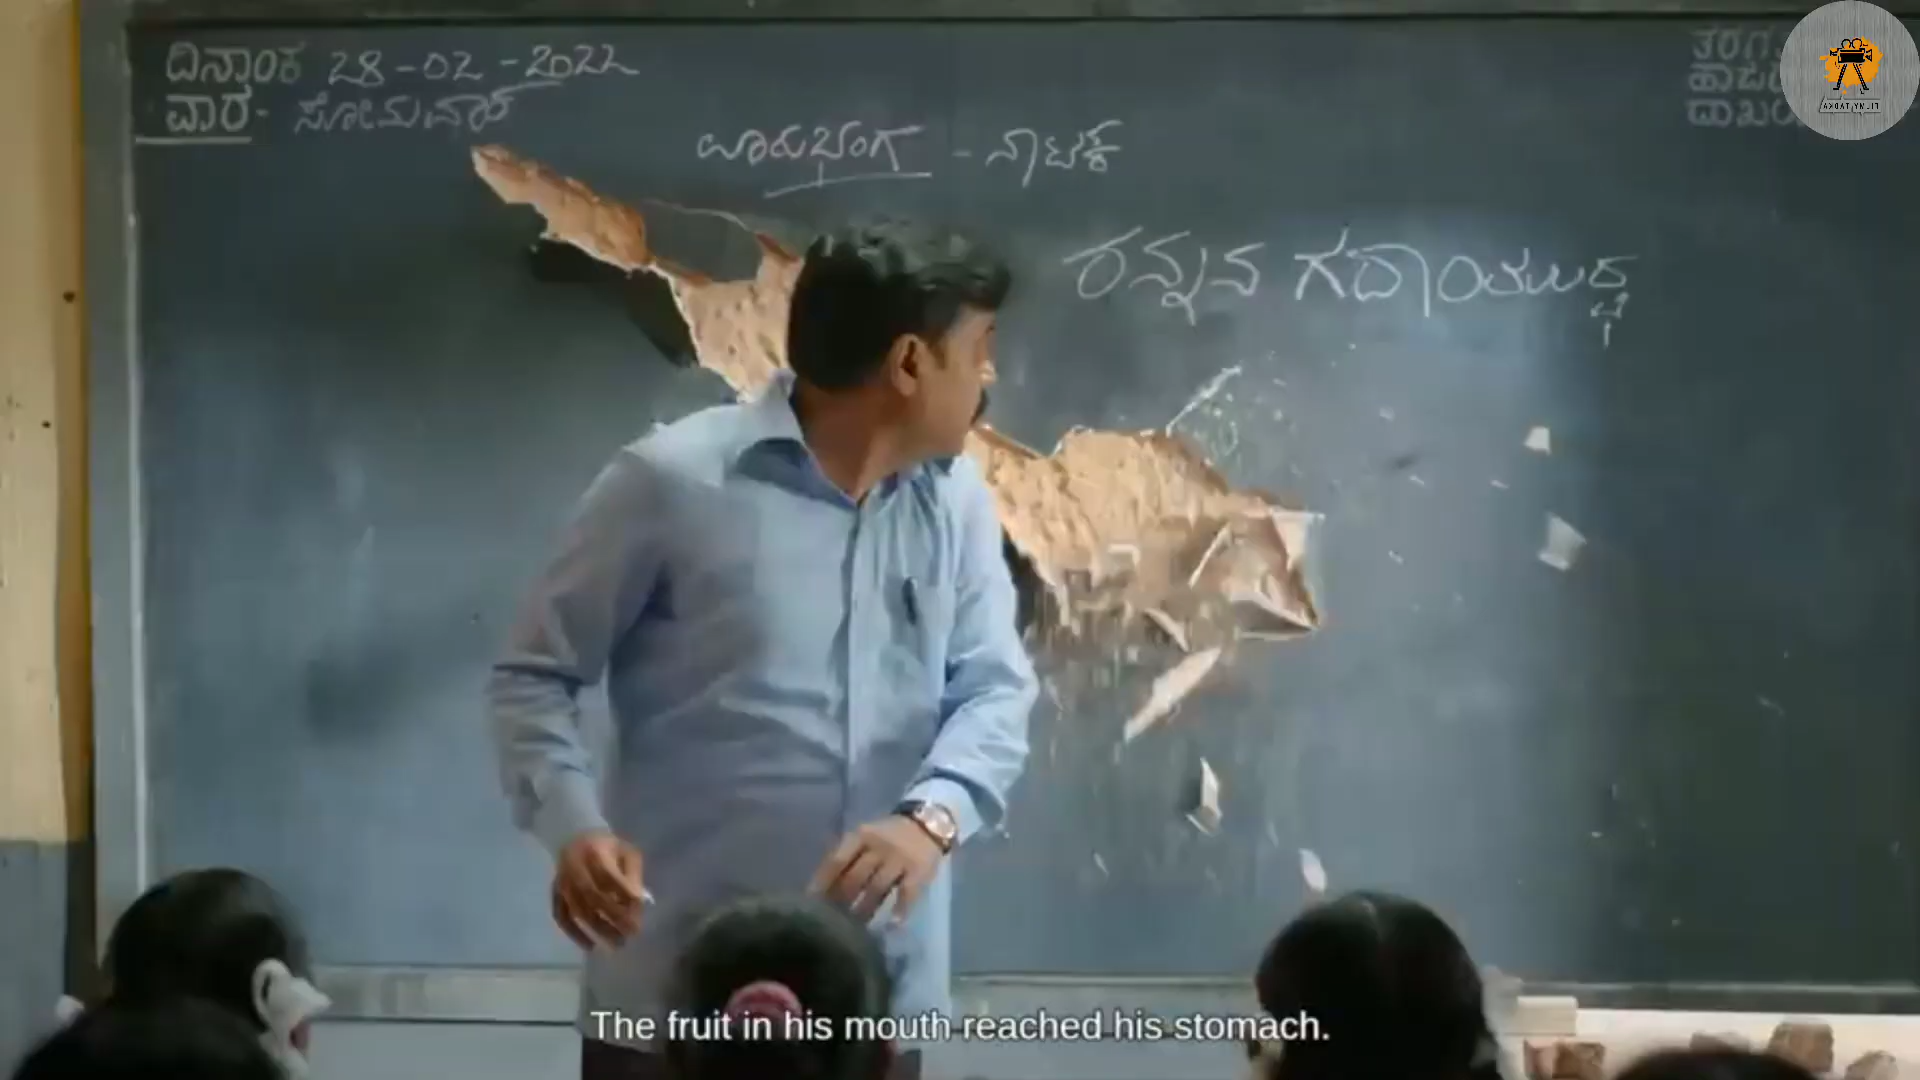 ದಿನಾಂಕ 28-02-2022
ವಾರ- ಸೋಮವಾರ
ಊರುಭಂಗ - ನಾಟಕ
ರನ್ನನ ಗದಾಯುದ್ಧ
The fruit in his mouth reached his stomach.